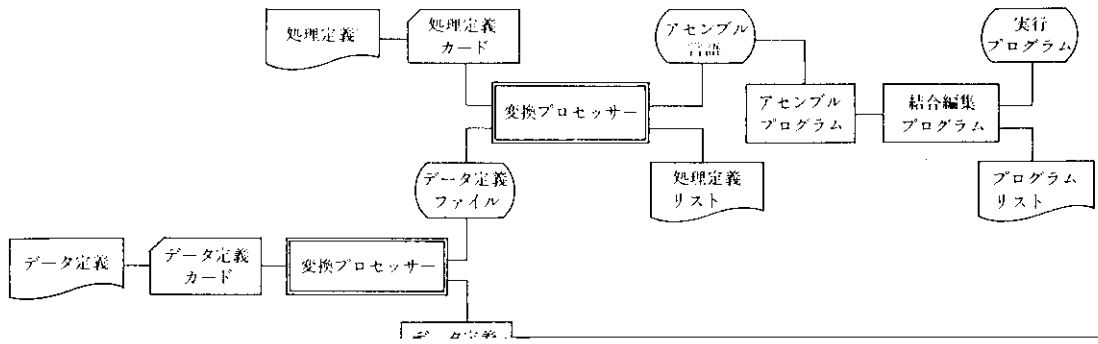 処理定義
処理定義
カード
アセンブル
言語
実行
プログラム
変換プロセッサー
アセンブル
プログラム
結合編集
プログラム
データ定義
ファイル
処理定義
リスト
プログラム
リスト
データ定義
データ定義
カード
変換プロセッサー
データ定義